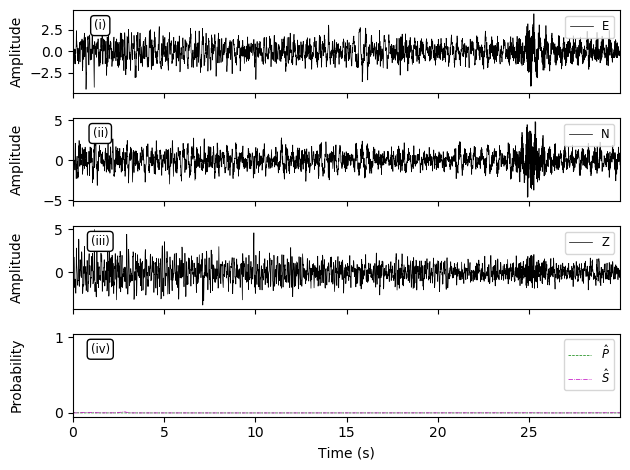 Amplitude
2.5
0.0
−2.5
(i)
E
Amplitude
5
0
−5
(ii)
N
Amplitude
5
0
(iii)
Z
Probability
1
0
(iv)
P̂
Ŝ
0
5
10
15
20
25
Time (s)